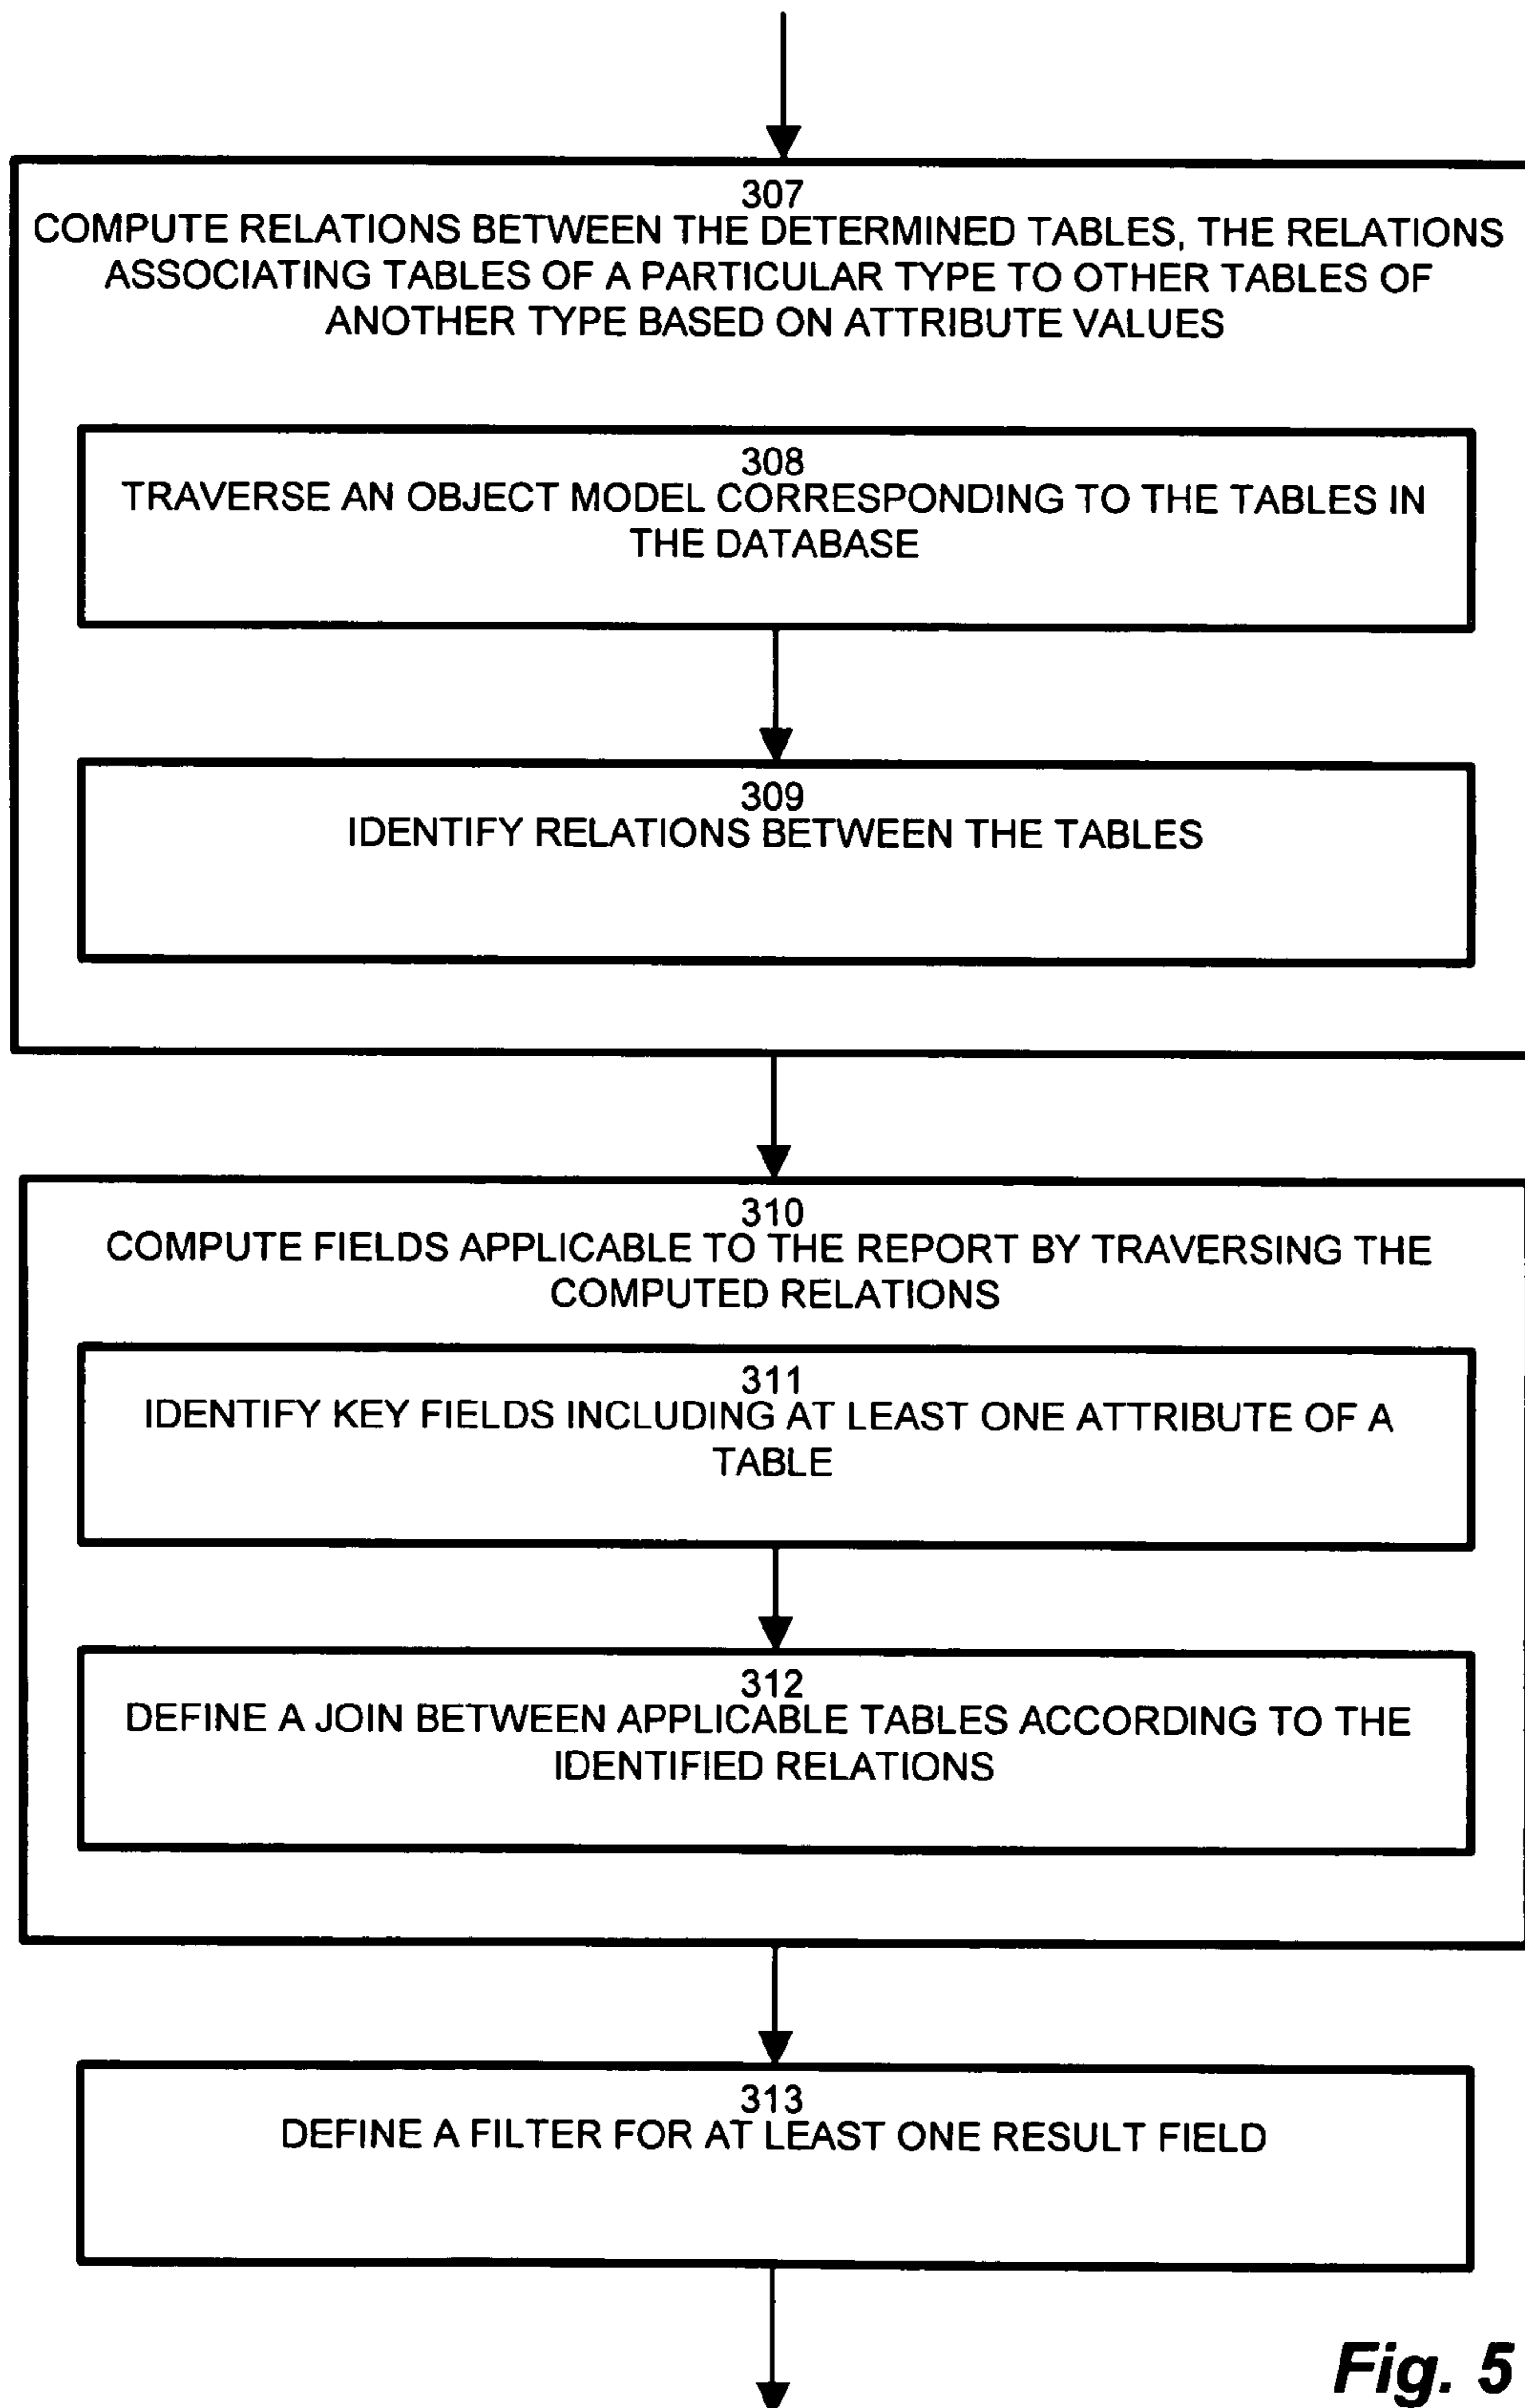 307
COMPUTE RELATIONS BETWEEN THE DETERMINED TABLES, THE RELATIONS
ASSOCIATING TABLES OF A PARTICULAR TYPE TO OTHER TABLES OF
ANOTHER TYPE BASED ON ATTRIBUTE VALUES
308
TRAVERSE AN OBJECT MODEL CORRESPONDING TO THE TABLES IN
THE DATABASE
309
IDENTIFY RELATIONS BETWEEN THE TABLES
310
COMPUTE FIELDS APPLICABLE TO THE REPORT BY TRAVERSING THE
COMPUTED RELATIONS
311
IDENTIFY KEY FIELDS INCLUDING AT LEAST ONE ATTRIBUTE OF A
TABLE
312
DEFINE A JOIN BETWEEN APPLICABLE TABLES ACCORDING TO THE
IDENTIFIED RELATIONS
313
DEFINE A FILTER FOR AT LEAST ONE RESULT FIELD
Fig. 5